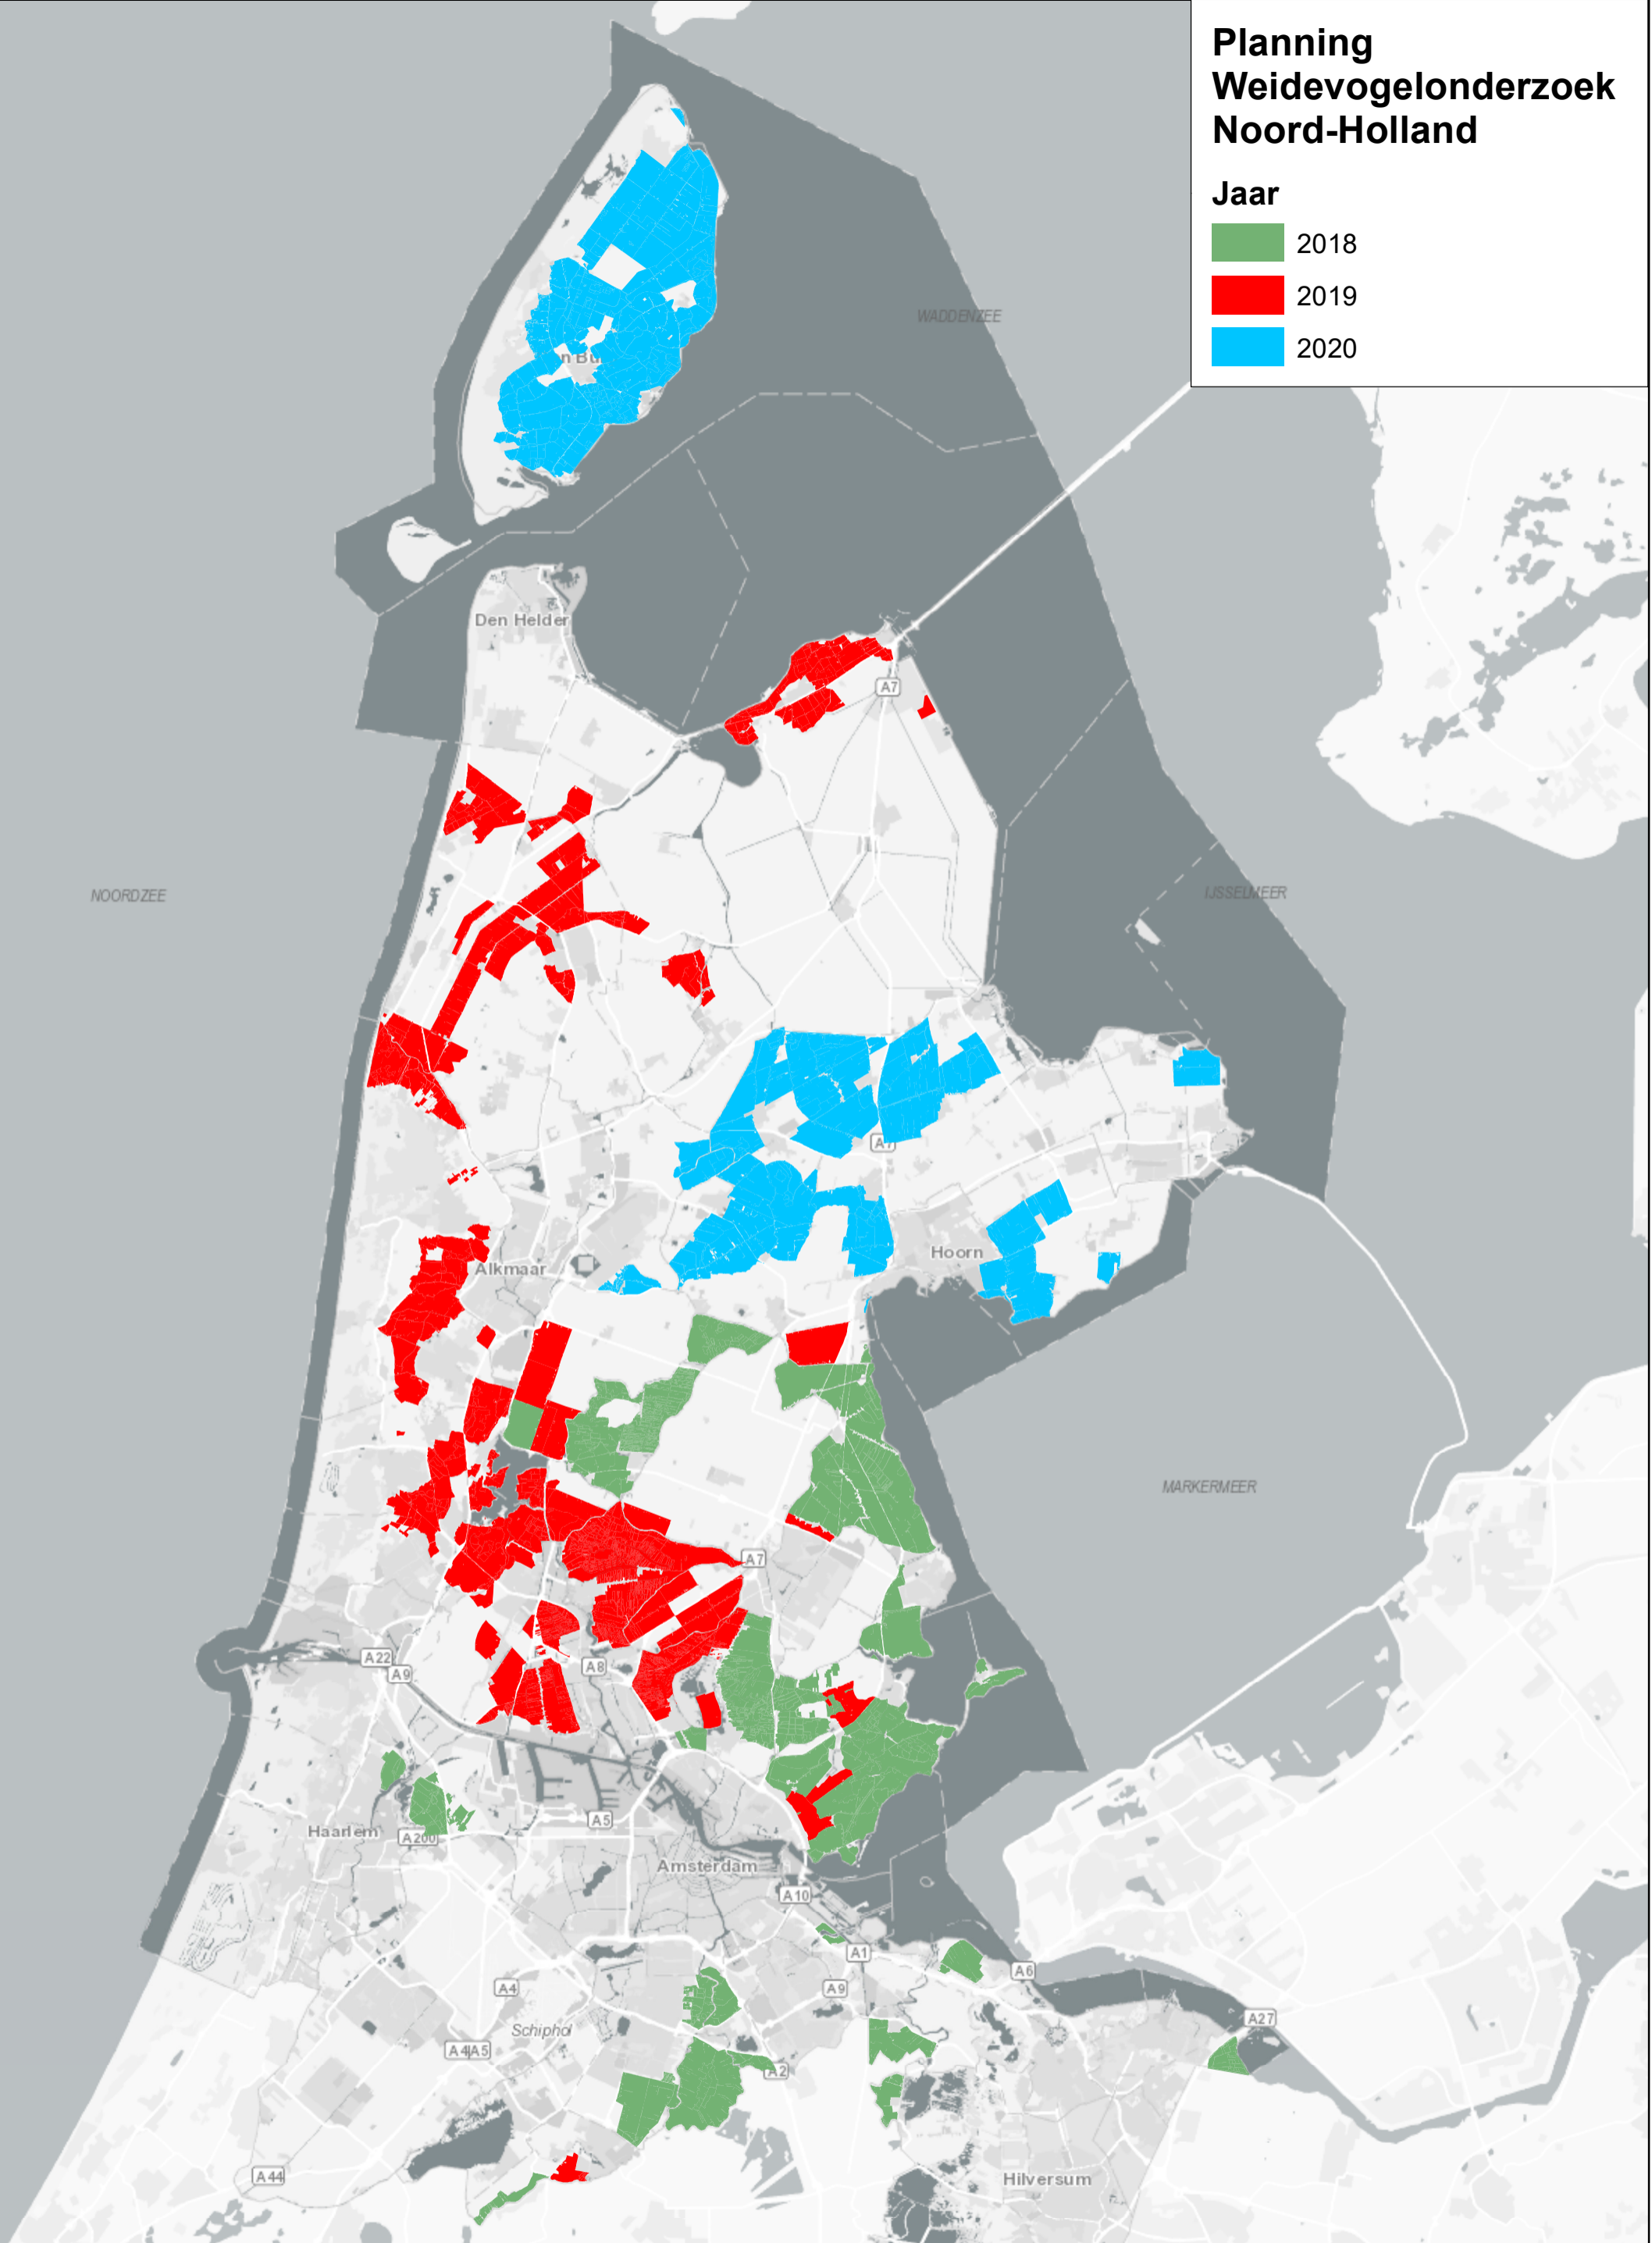 Planning
Weidevogelonderzoek
Noord-Holland
Jaar
2018
2019
2020
WADDENZEE
n Bu
Den Helder
A7
NOORDZEE
IJSSELMEER
A7
Hoorn
Alkmaar
MARKERMEER
A7
A22
A9
A8
Haarlem
A200
A5
Amsterdam
A10
A1
A6
A4
A9
A27
Schiphol
A4|A5
A2
A44
Hilversum